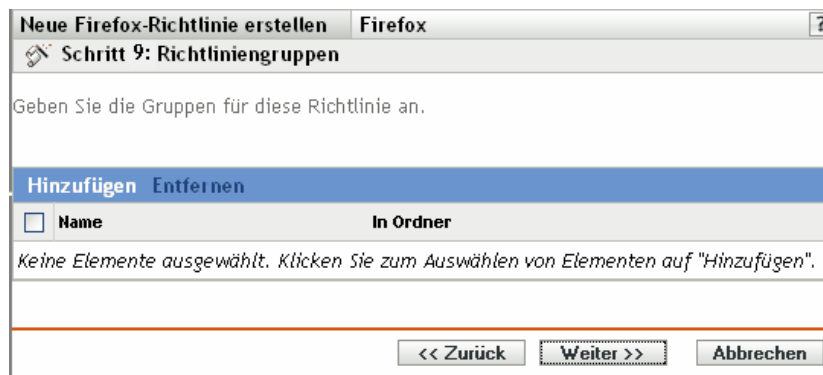 Neue Firefox-Richtlinie erstellen Firefox ?
Schritt 9: Richtliniengruppen
Geben Sie die Gruppen für diese Richtlinie an.
Hinzufügen Entfernen
Name In Ordner
Keine Elemente ausgewählt. Klicken Sie zum Auswählen von Elementen auf "Hinzufügen".
<< Zurück Weiter >> Abbrechen